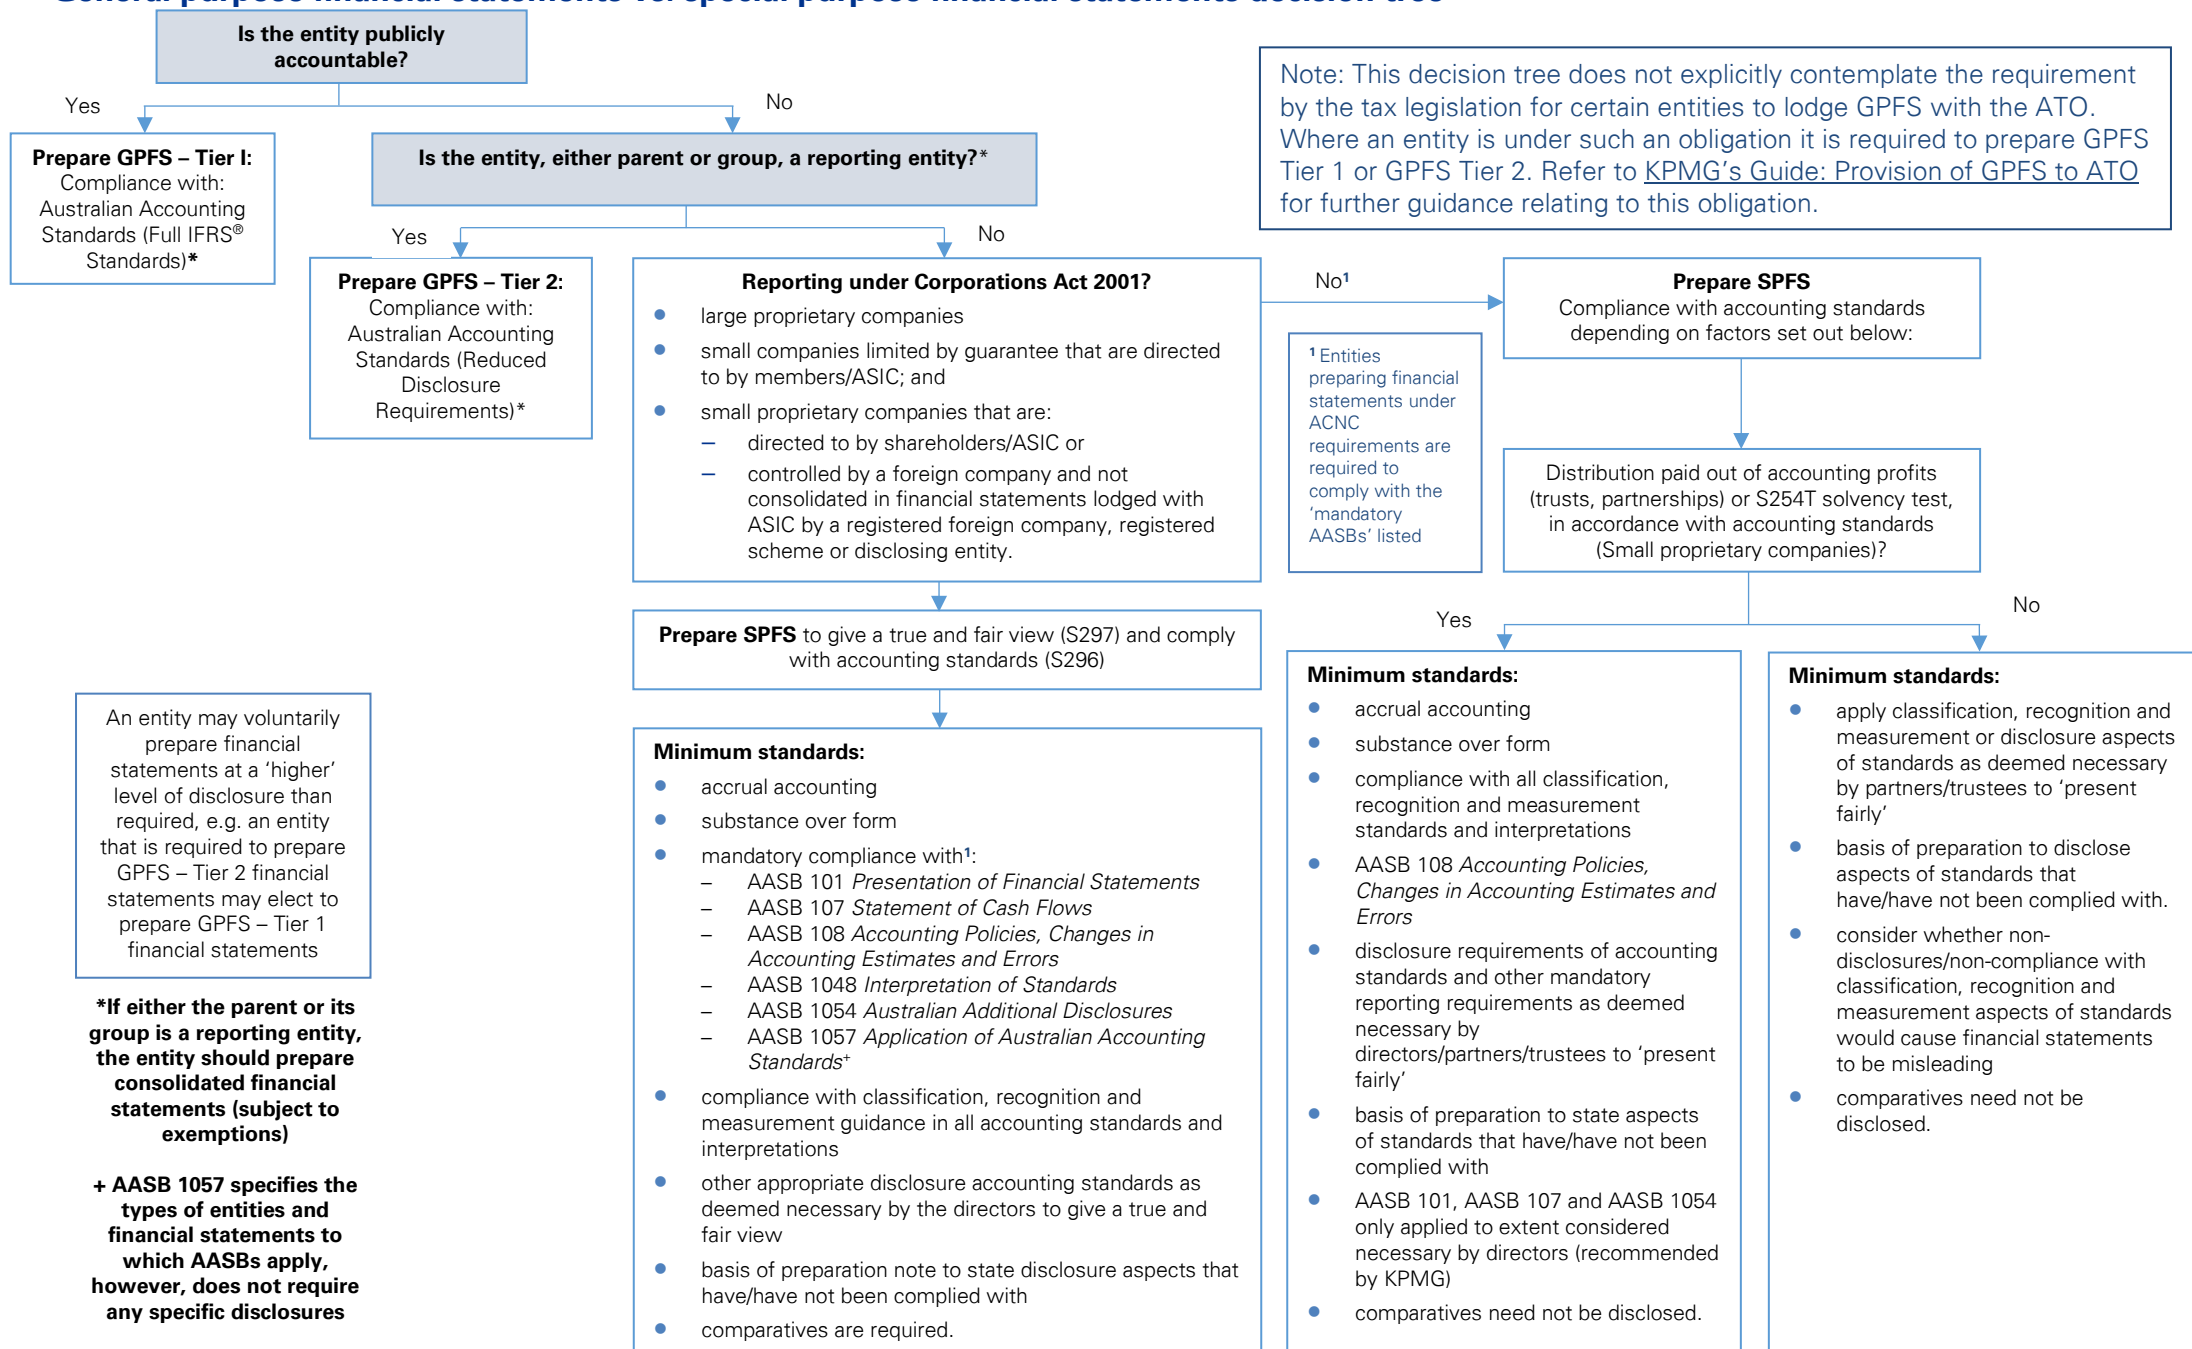 General purpose financial statements vs. special purpose financial statements decision tree
Is the entity publicly
accountable?
Yes
No
Note: This decision tree does not explicitly contemplate the requirement
by the tax legislation for certain entities to lodge GPFS with the ATO.
Where an entity is under such an obligation it is required to prepare GPFS
Tier 1 or GPFS Tier 2. Refer to KPMG's Guide: Provision of GPFS to ATO
for further guidance relating to this obligation.
Prepare GPFS – Tier I:
Compliance with:
Australian Accounting
Standards (Full IFRS®
Standards)*
Is the entity, either parent or group, a reporting entity?*
Yes
No
Prepare GPFS – Tier 2:
Compliance with:
Australian Accounting
Standards (Reduced
Disclosure
Requirements)*
Reporting under Corporations Act 2001?
• large proprietary companies
• small companies limited by guarantee that are directed
to by members/ASIC; and
• small proprietary companies that are:
– directed to by shareholders/ASIC or
– controlled by a foreign company and not
consolidated in financial statements lodged with
ASIC by a registered foreign company, registered
scheme or disclosing entity.
No¹
¹ Entities
preparing financial
statements under
ACNC
requirements are
required to
comply with the
‘mandatory
AASBs’ listed
Prepare SPFS
Compliance with accounting standards
depending on factors set out below:
Distribution paid out of accounting profits
(trusts, partnerships) or S254T solvency test,
in accordance with accounting standards
(Small proprietary companies)?
Yes
No
Prepare SPFS to give a true and fair view (S297) and comply
with accounting standards (S296)
Minimum standards:
• accrual accounting
• substance over form
• mandatory compliance with¹:
– AASB 101 Presentation of Financial Statements
– AASB 107 Statement of Cash Flows
– AASB 108 Accounting Policies, Changes in
Accounting Estimates and Errors
– AASB 1048 Interpretation of Standards
– AASB 1054 Australian Additional Disclosures
– AASB 1057 Application of Australian Accounting
Standards⁺
• compliance with classification, recognition and
measurement guidance in all accounting standards and
interpretations
• other appropriate disclosure accounting standards as
deemed necessary by the directors to give a true and
fair view
• basis of preparation note to state disclosure aspects that
have/have not been complied with
• comparatives are required.
Minimum standards:
• accrual accounting
• substance over form
• compliance with all classification,
recognition and measurement
standards and interpretations
• AASB 108 Accounting Policies,
Changes in Accounting Estimates and
Errors
• disclosure requirements of accounting
standards and other mandatory
reporting requirements as deemed
necessary by
directors/partners/trustees to ‘present
fairly’
• basis of preparation to state aspects
of standards that have/have not been
complied with
• AASB 101, AASB 107 and AASB 1054
only applied to extent considered
necessary by directors (recommended
by KPMG)
• comparatives need not be disclosed.
Minimum standards:
• apply classification, recognition and
measurement or disclosure aspects
of standards as deemed necessary
by partners/trustees to ‘present
fairly’
• basis of preparation to disclose
aspects of standards that
have/have not been complied with.
• consider whether non-
disclosures/non-compliance with
classification, recognition and
measurement aspects of standards
would cause financial statements
to be misleading
• comparatives need not be
disclosed.
An entity may voluntarily
prepare financial
statements at a ‘higher’
level of disclosure than
required, e.g. an entity
that is required to prepare
GPFS – Tier 2 financial
statements may elect to
prepare GPFS – Tier 1
financial statements
*If either the parent or its
group is a reporting entity,
the entity should prepare
consolidated financial
statements (subject to
exemptions)
+ AASB 1057 specifies the
types of entities and
financial statements to
which AASBs apply,
however, does not require
any specific disclosures